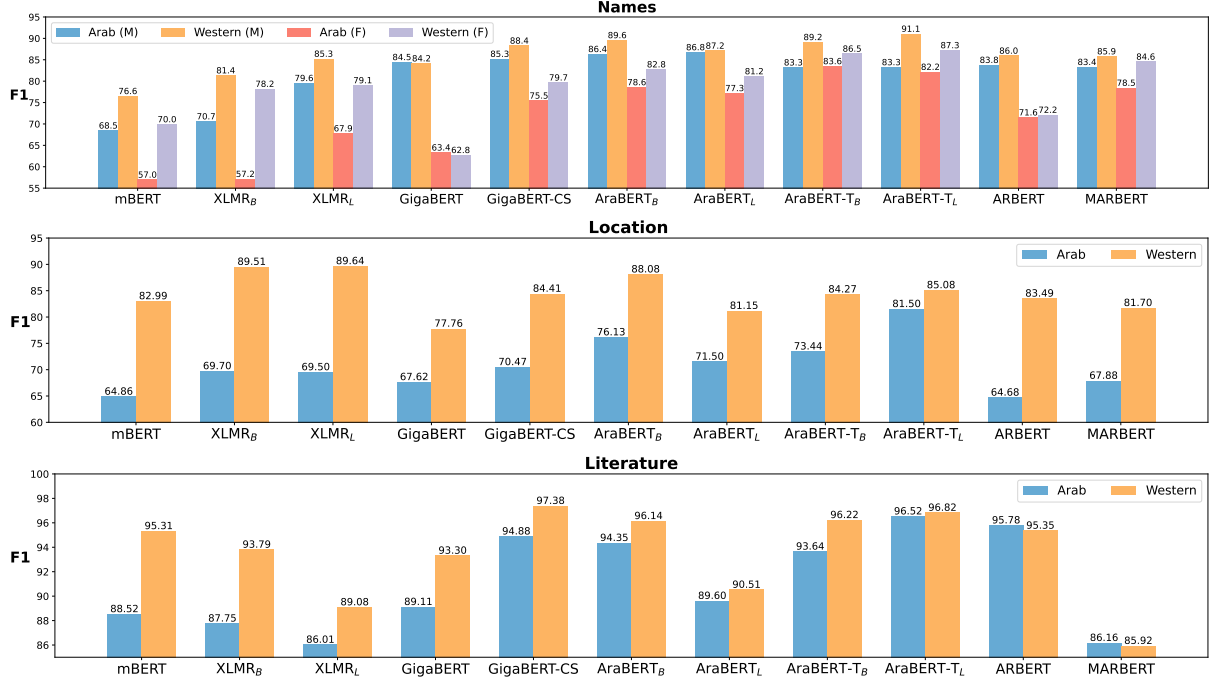 Names
95
90
85
80
75
70
65
60
55
F1
Arab (M) Western (M) Arab (F) Western (F)
68.5 76.6 57.0 70.0
70.7 81.4 57.2 78.2
79.6 85.3 67.9 79.1
84.5 84.2 63.4 62.8
85.3 88.4 75.5 79.7
86.4 89.6 78.6 82.8
86.8 87.2 77.3 81.2
83.3 89.2 83.6 86.5
83.3 91.1 82.2 87.3
83.8 86.0 71.6 72.2
83.4 85.9 78.5 84.6
mBERT XLMR_B XLMR_L GigaBERT GigaBERT-CS AraBERT_B AraBERT_L AraBERT-T_B AraBERT-T_L ARBERT MARBERT
Location
95
90
85
80
75
70
65
60
F1
Arab Western
64.86 82.99
69.70 89.51
69.50 89.64
67.62 77.76
70.47 84.41
76.13 88.08
71.50 81.15
73.44 84.27
81.50 85.08
64.68 83.49
67.88 81.70
mBERT XLMR_B XLMR_L GigaBERT GigaBERT-CS AraBERT_B AraBERT_L AraBERT-T_B AraBERT-T_L ARBERT MARBERT
Literature
100
98
96
94
92
90
88
86
F1
Arab Western
88.52 95.31
87.75 93.79
86.01 89.08
89.11 93.30
94.88 97.38
94.35 96.14
89.60 90.51
93.64 96.22
96.52 96.82
95.78 95.35
86.16 85.92
mBERT XLMR_B XLMR_L GigaBERT GigaBERT-CS AraBERT_B AraBERT_L AraBERT-T_B AraBERT-T_L ARBERT MARBERT